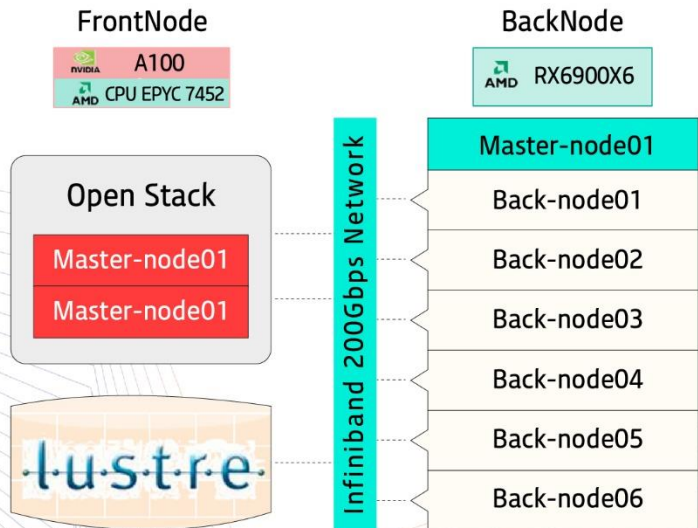 FrontNode
NVIDIA A100
AMD CPU EPYC 7452
Open Stack
Master-node01
Master-node01
lustre
Infiniband 200Gbps Network
BackNode
AMD RX6900X6
Master-node01
Back-node01
Back-node02
Back-node03
Back-node04
Back-node05
Back-node06